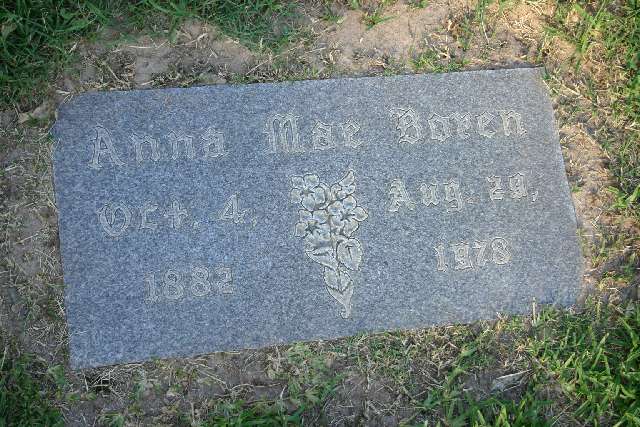 Anna Mae Boren
Oct. 4, Aug. 29,
1882 1978